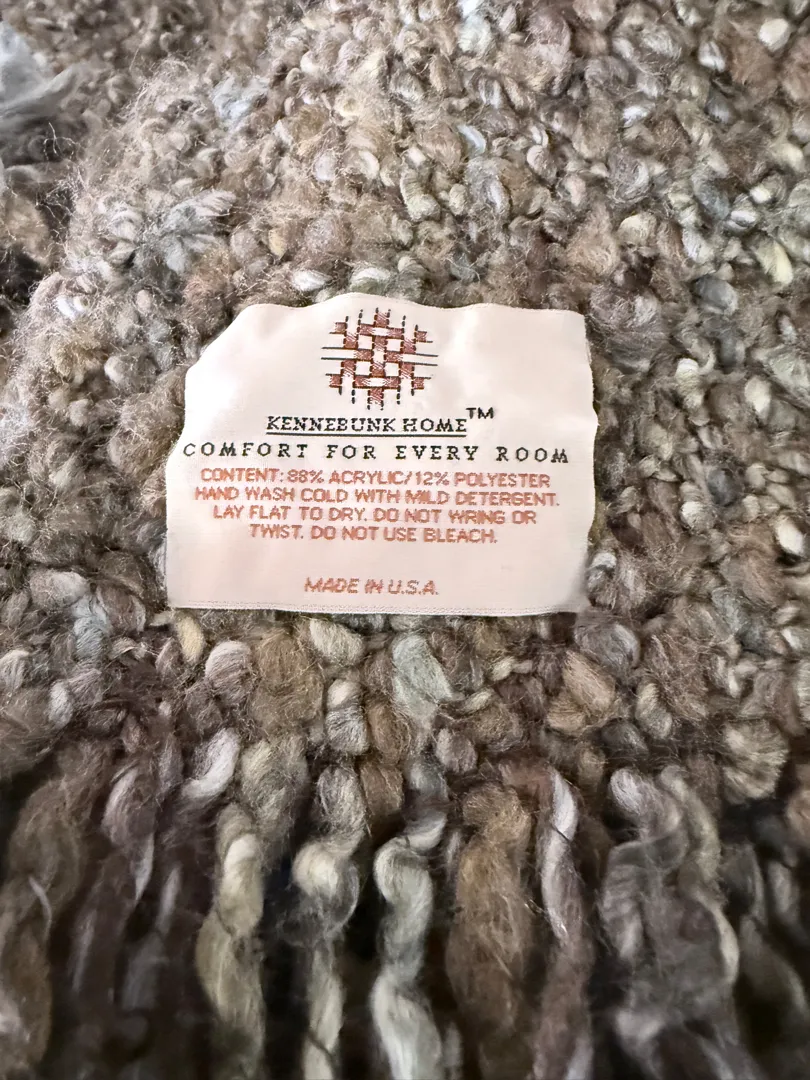 KENNEBUNK HOME™
COMFORT FOR EVERY ROOM
CONTENT: 88% ACRYLIC/12% POLYESTER
HAND WASH COLD WITH MILD DETERGENT.
LAY FLAT TO DRY. DO NOT WRING OR
TWIST. DO NOT USE BLEACH.
MADE IN U.S.A.